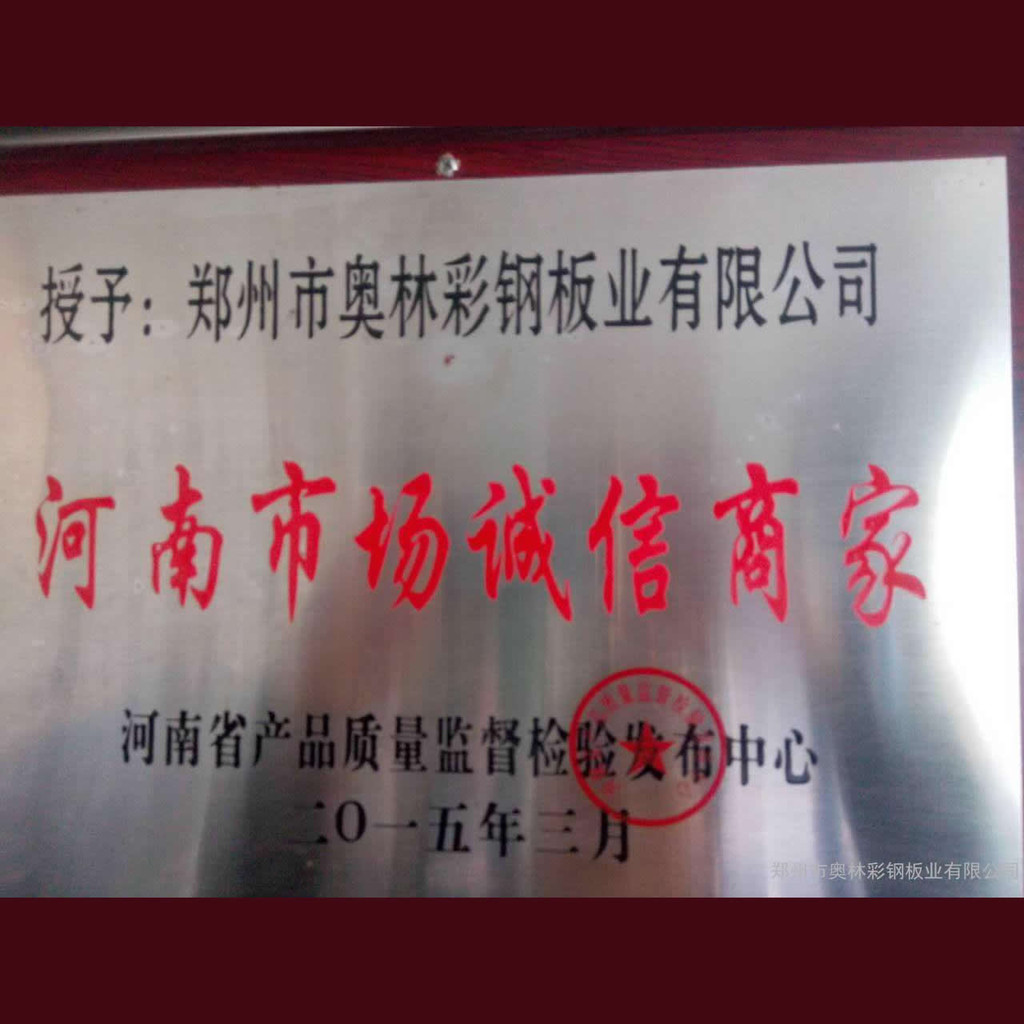 授予：郑州市奥林彩钢板业有限公司
河南市场诚信商家
河南省产品质量监督检验发布中心
二〇一五年三月
郑州市奥林彩钢板业有限公司